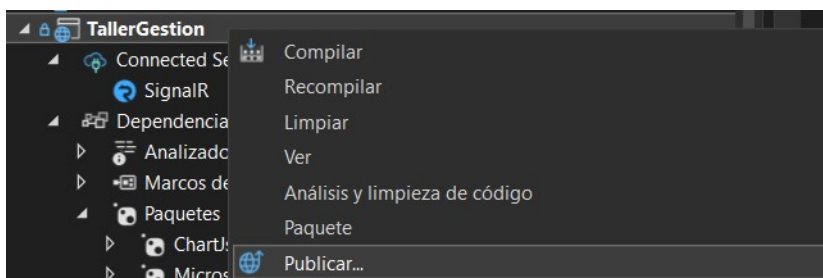 TallerGestion
Connected Se
Compilar
SignalR
Recompilar
Dependencia
Limpiar
Analizado
Ver
Marcos de
Análisis y limpieza de código
Paquetes
Paquete
ChartJs
Publicar...
Micros